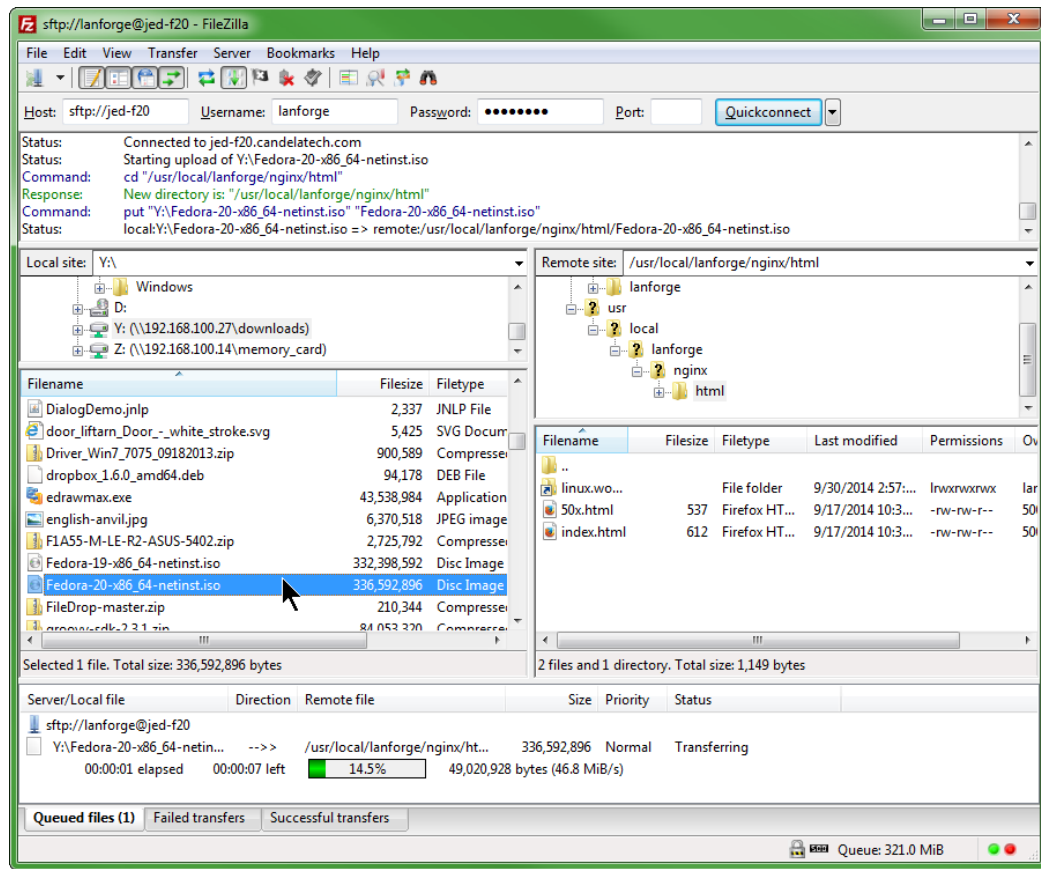 sftp://lanforge@jed-f20 - FileZilla
File Edit View Transfer Server Bookmarks Help
Host: sftp://jed-f20 Username: lanforge Password: •••••••• Port: Quickconnect
Status: Connected to jed-f20.candelatech.com
Status: Starting upload of Y:\Fedora-20-x86_64-netinst.iso
Command: cd "/usr/local/lanforge/nginx/html"
Response: New directory is: "/usr/local/lanforge/nginx/html"
Command: put "Y:\Fedora-20-x86_64-netinst.iso" "Fedora-20-x86_64-netinst.iso"
Status: local:Y:\Fedora-20-x86_64-netinst.iso => remote:/usr/local/lanforge/nginx/html/Fedora-20-x86_64-netinst.iso
Local site: Y:\
Windows
D:
Y: (\\192.168.100.27\downloads)
Z: (\\192.168.100.14\memory_card)
Filename Filesize Filetype
DialogDemo.jnlp 2,337 JNLP File
door_liftarn_Door_-_white_stroke.svg 5,425 SVG Docum
Driver_Win7_7075_09182013.zip 900,589 Compresse
dropbox_1.6.0_amd64.deb 94,178 DEB File
edrawmax.exe 43,538,984 Application
english-anvil.jpg 6,370,518 JPEG image
F1A55-M-LE-R2-ASUS-5402.zip 2,725,792 Compresse
Fedora-19-x86_64-netinst.iso 332,398,592 Disc Image
Fedora-20-x86_64-netinst.iso 336,592,896 Disc Image
FileDrop-master.zip 210,344 Compresse
groovy-sdk-2.3.1.zip 84,053,320 Compresse
Selected 1 file. Total size: 336,592,896 bytes
Remote site: /usr/local/lanforge/nginx/html
lanforge
usr
local
lanforge
nginx
html
Filename Filesize Filetype Last modified Permissions Ov
..
linux.wo... File folder 9/30/2014 2:57:... lrwxrwxrwx lar
50x.html 537 Firefox HT... 9/17/2014 10:3... -rw-rw-r-- 50
index.html 612 Firefox HT... 9/17/2014 10:3... -rw-rw-r-- 50
2 files and 1 directory. Total size: 1,149 bytes
Server/Local file Direction Remote file Size Priority Status
sftp://lanforge@jed-f20
Y:\Fedora-20-x86_64-netin... -->> /usr/local/lanforge/nginx/ht... 336,592,896 Normal Transferring
00:00:01 elapsed 00:00:07 left 14.5% 49,020,928 bytes (46.8 MiB/s)
Queued files (1) Failed transfers Successful transfers
Queue: 321.0 MiB